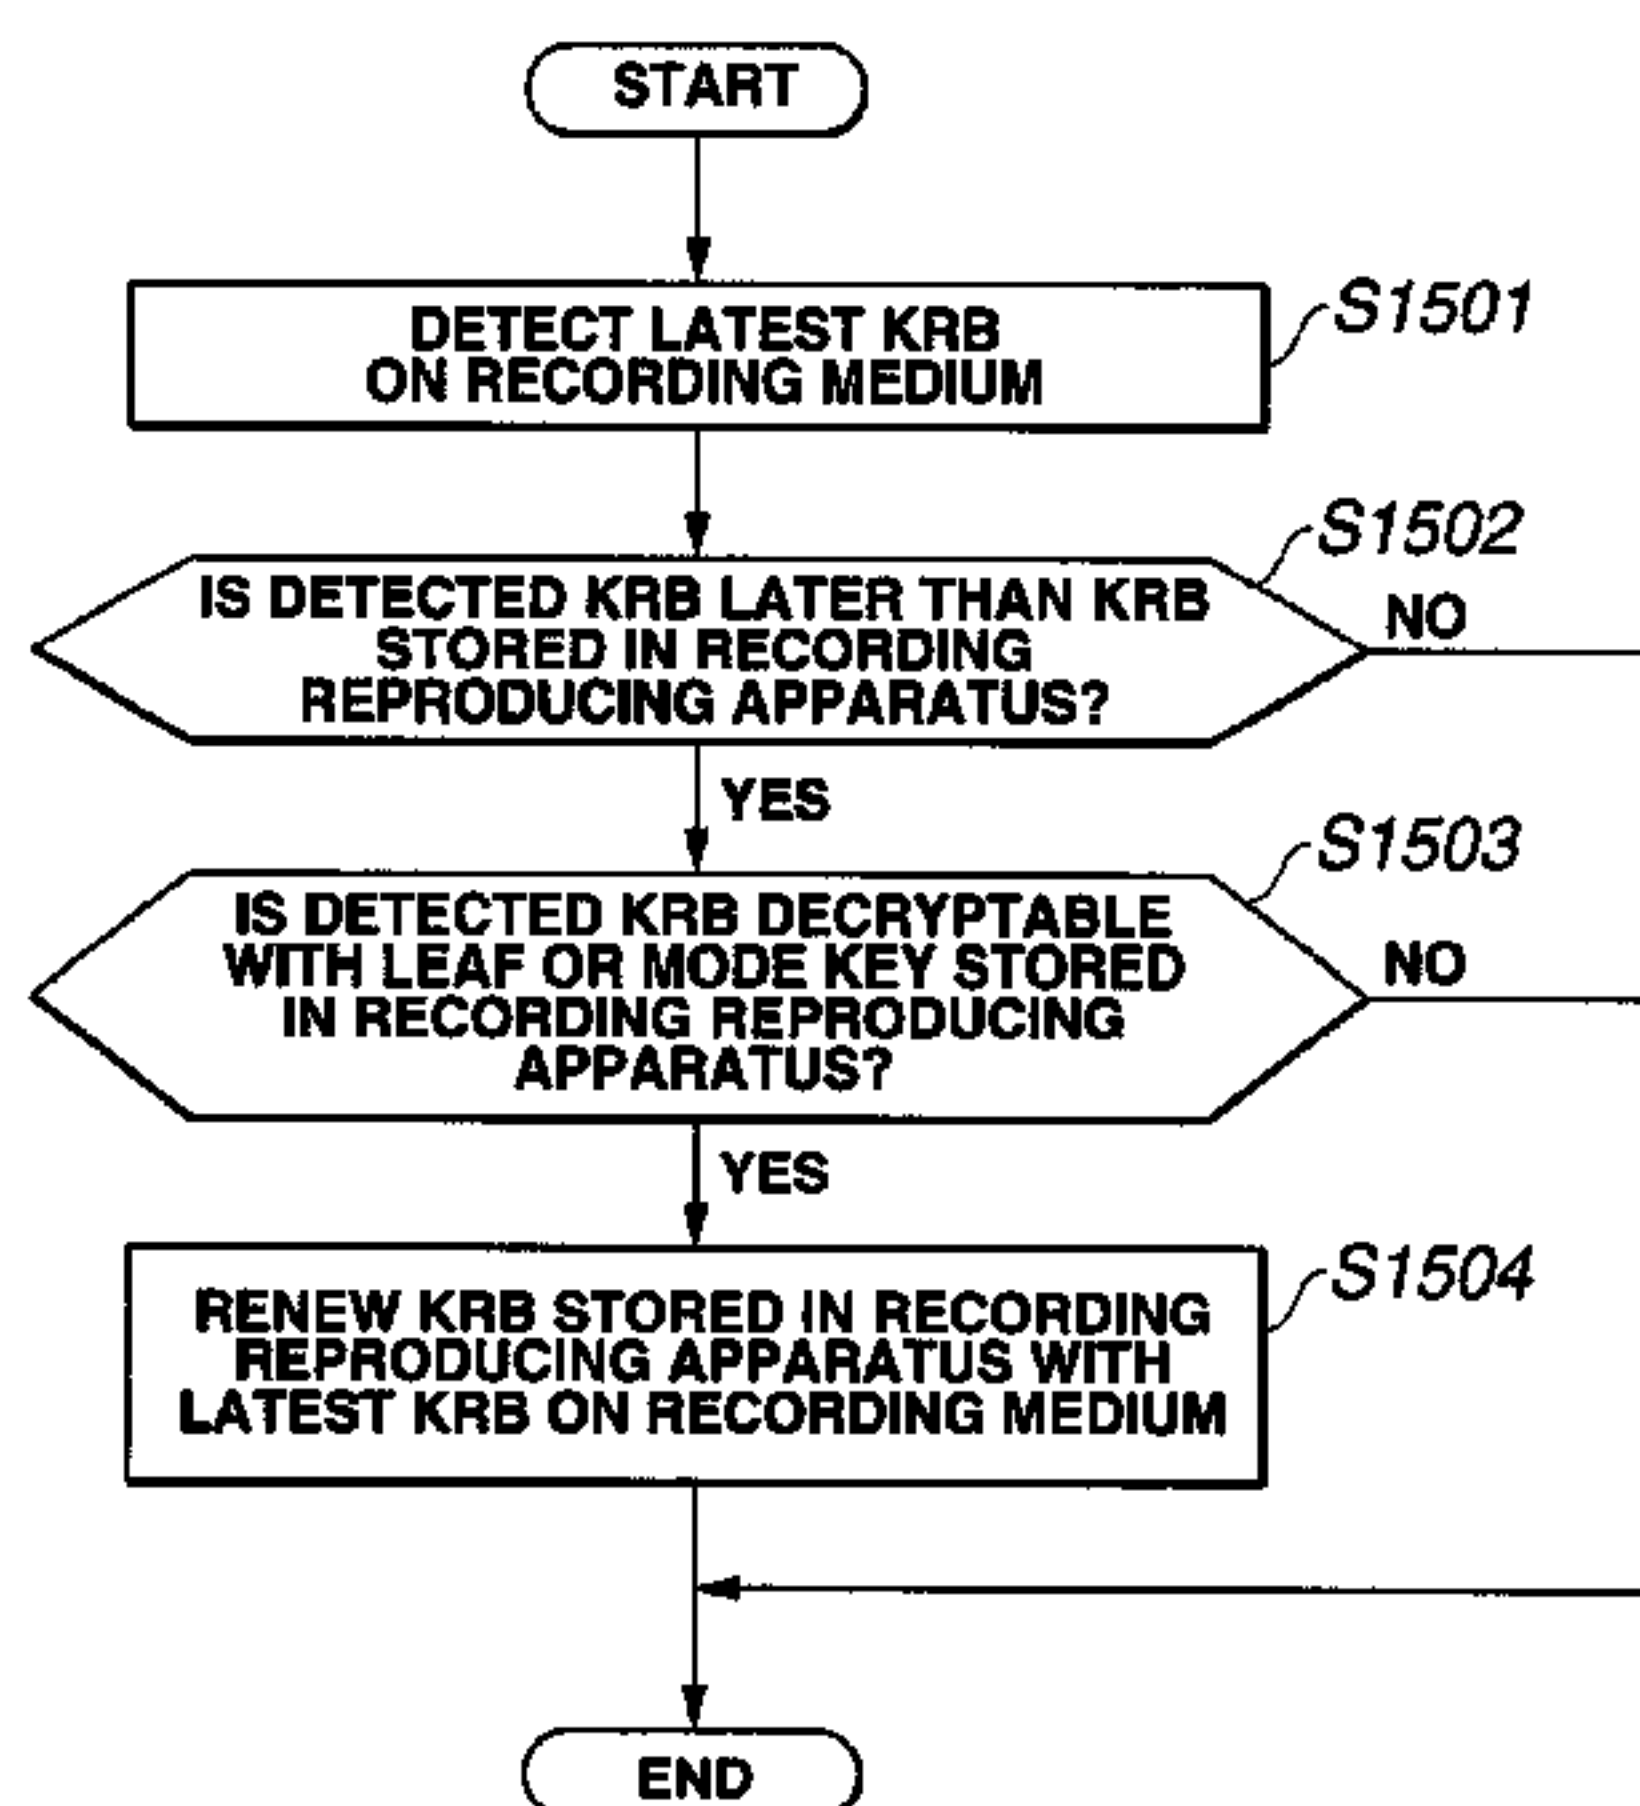 START
DETECT LATEST KRB
ON RECORDING MEDIUM
S1501
S1502
IS DETECTED KRB LATER THAN KRB
STORED IN RECORDING
REPRODUCING APPARATUS?
NO
YES
S1503
IS DETECTED KRB DECRYPTABLE
WITH LEAF OR MODE KEY STORED
IN RECORDING REPRODUCING
APPARATUS?
NO
YES
S1504
RENEW KRB STORED IN RECORDING
REPRODUCING APPARATUS WITH
LATEST KRB ON RECORDING MEDIUM
END